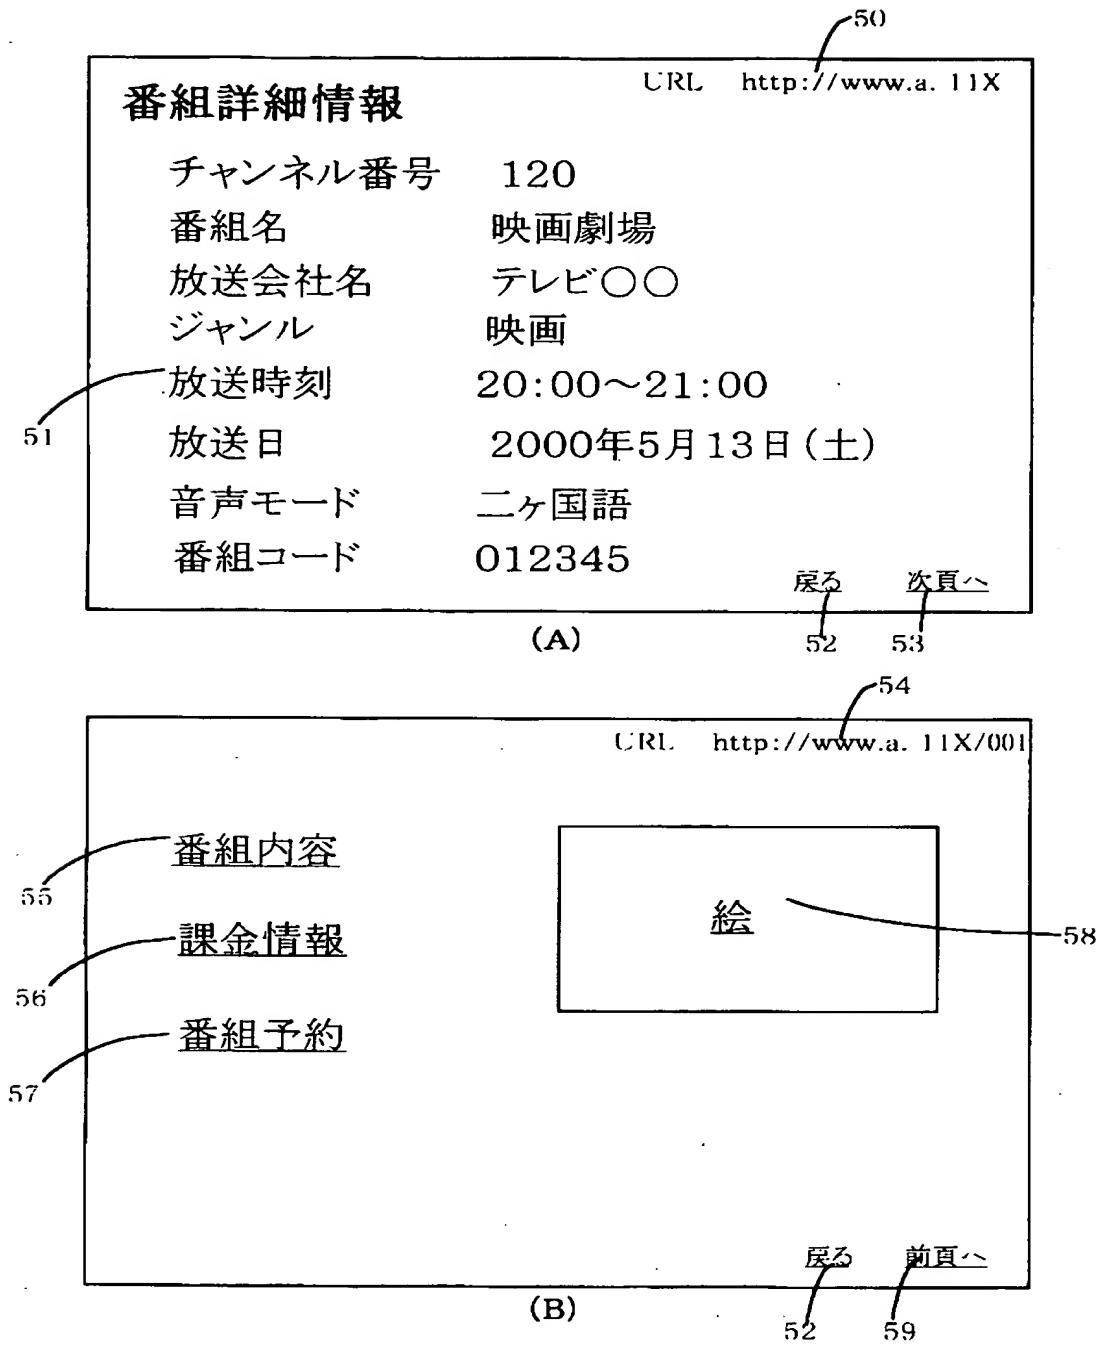 50
URL http://www.a. 11X
番組詳細情報
チャンネル番号 120
番組名 映画劇場
放送会社名 テレビ○○
ジャンル 映画
放送時刻 20:00～21:00
51
放送日 2000年5月13日(土)
音声モード 二ヶ国語
番組コード 012345
戻る 次頁へ
(A)
52 53
54
URL http://www.a. 11X/001
番組内容
55
絵
課金情報
58
56
番組予約
57
戻る 前頁へ
(B)
52 59